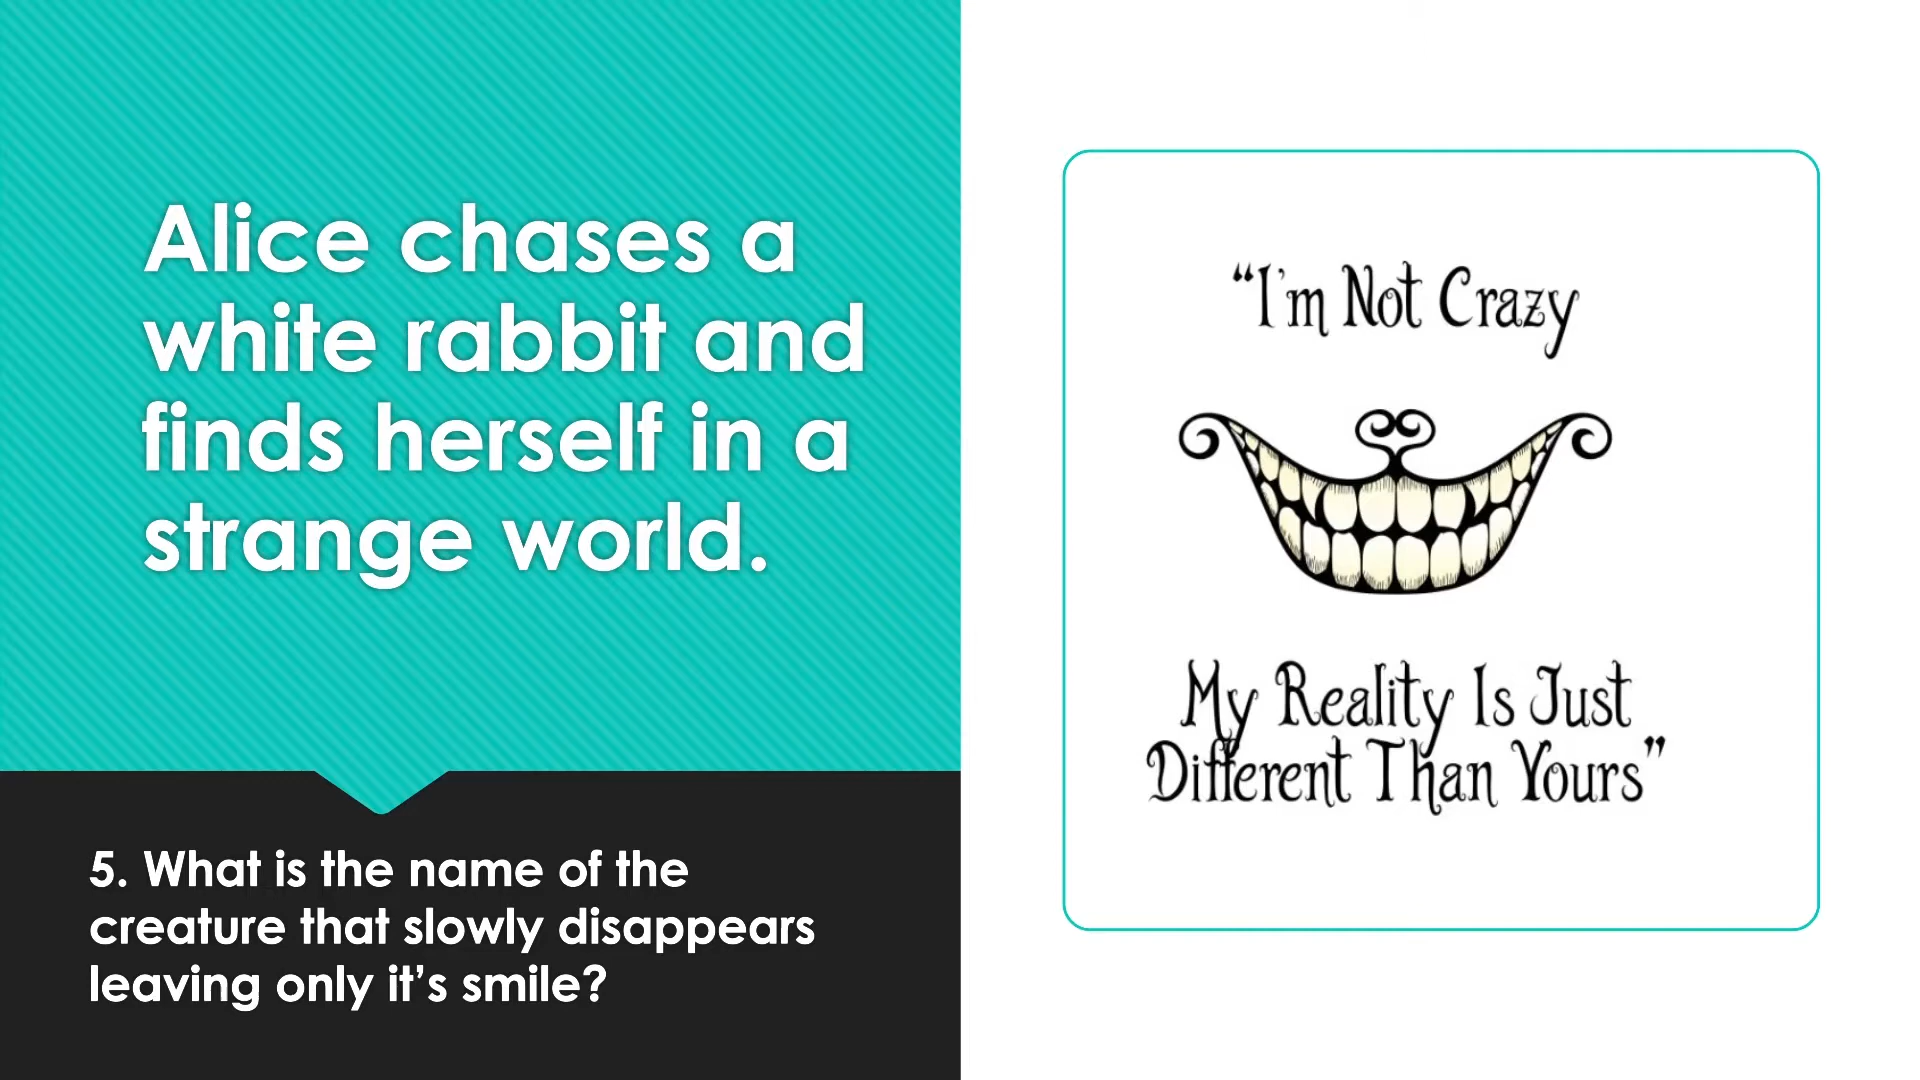 Alice chases a
white rabbit and
finds herself in a
strange world.
5. What is the name of the
creature that slowly disappears
leaving only it’s smile?
“I’m Not Crazy
My Reality Is Just
Different Than Yours”